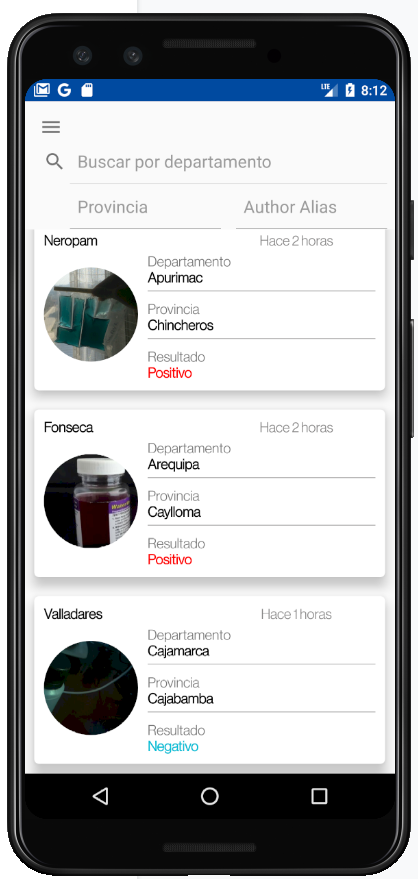 LTE 8:12
Buscar por departamento
Provincia Author Alias
Neropam Hace 2 horas
Departamento
Apurimac
Provincia
Chincheros
Resultado
Positivo
Fonseca Hace 2 horas
Departamento
Arequipa
Provincia
Caylloma
Resultado
Positivo
Valladares Hace 1 horas
Departamento
Cajamarca
Provincia
Cajabamba
Resultado
Negativo